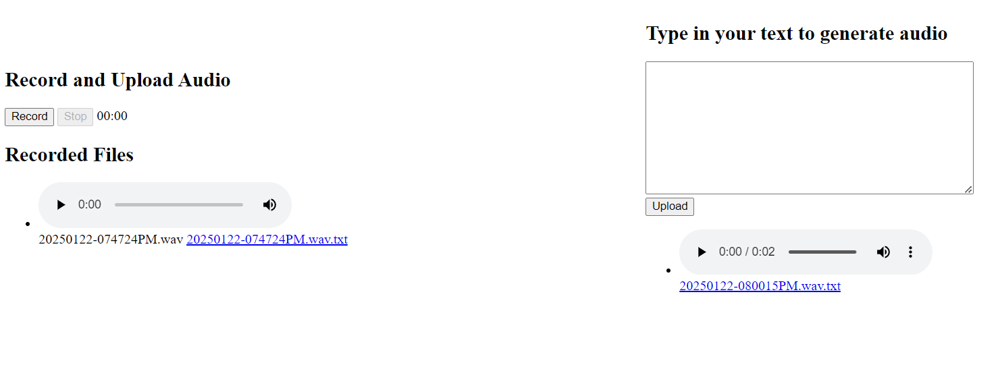 Record and Upload Audio
Record Stop 00:00
Recorded Files
0:00
20250122-074724PM.wav 20250122-074724PM.wav.txt
Type in your text to generate audio
Upload
0:00 / 0:02
20250122-080015PM.wav.txt